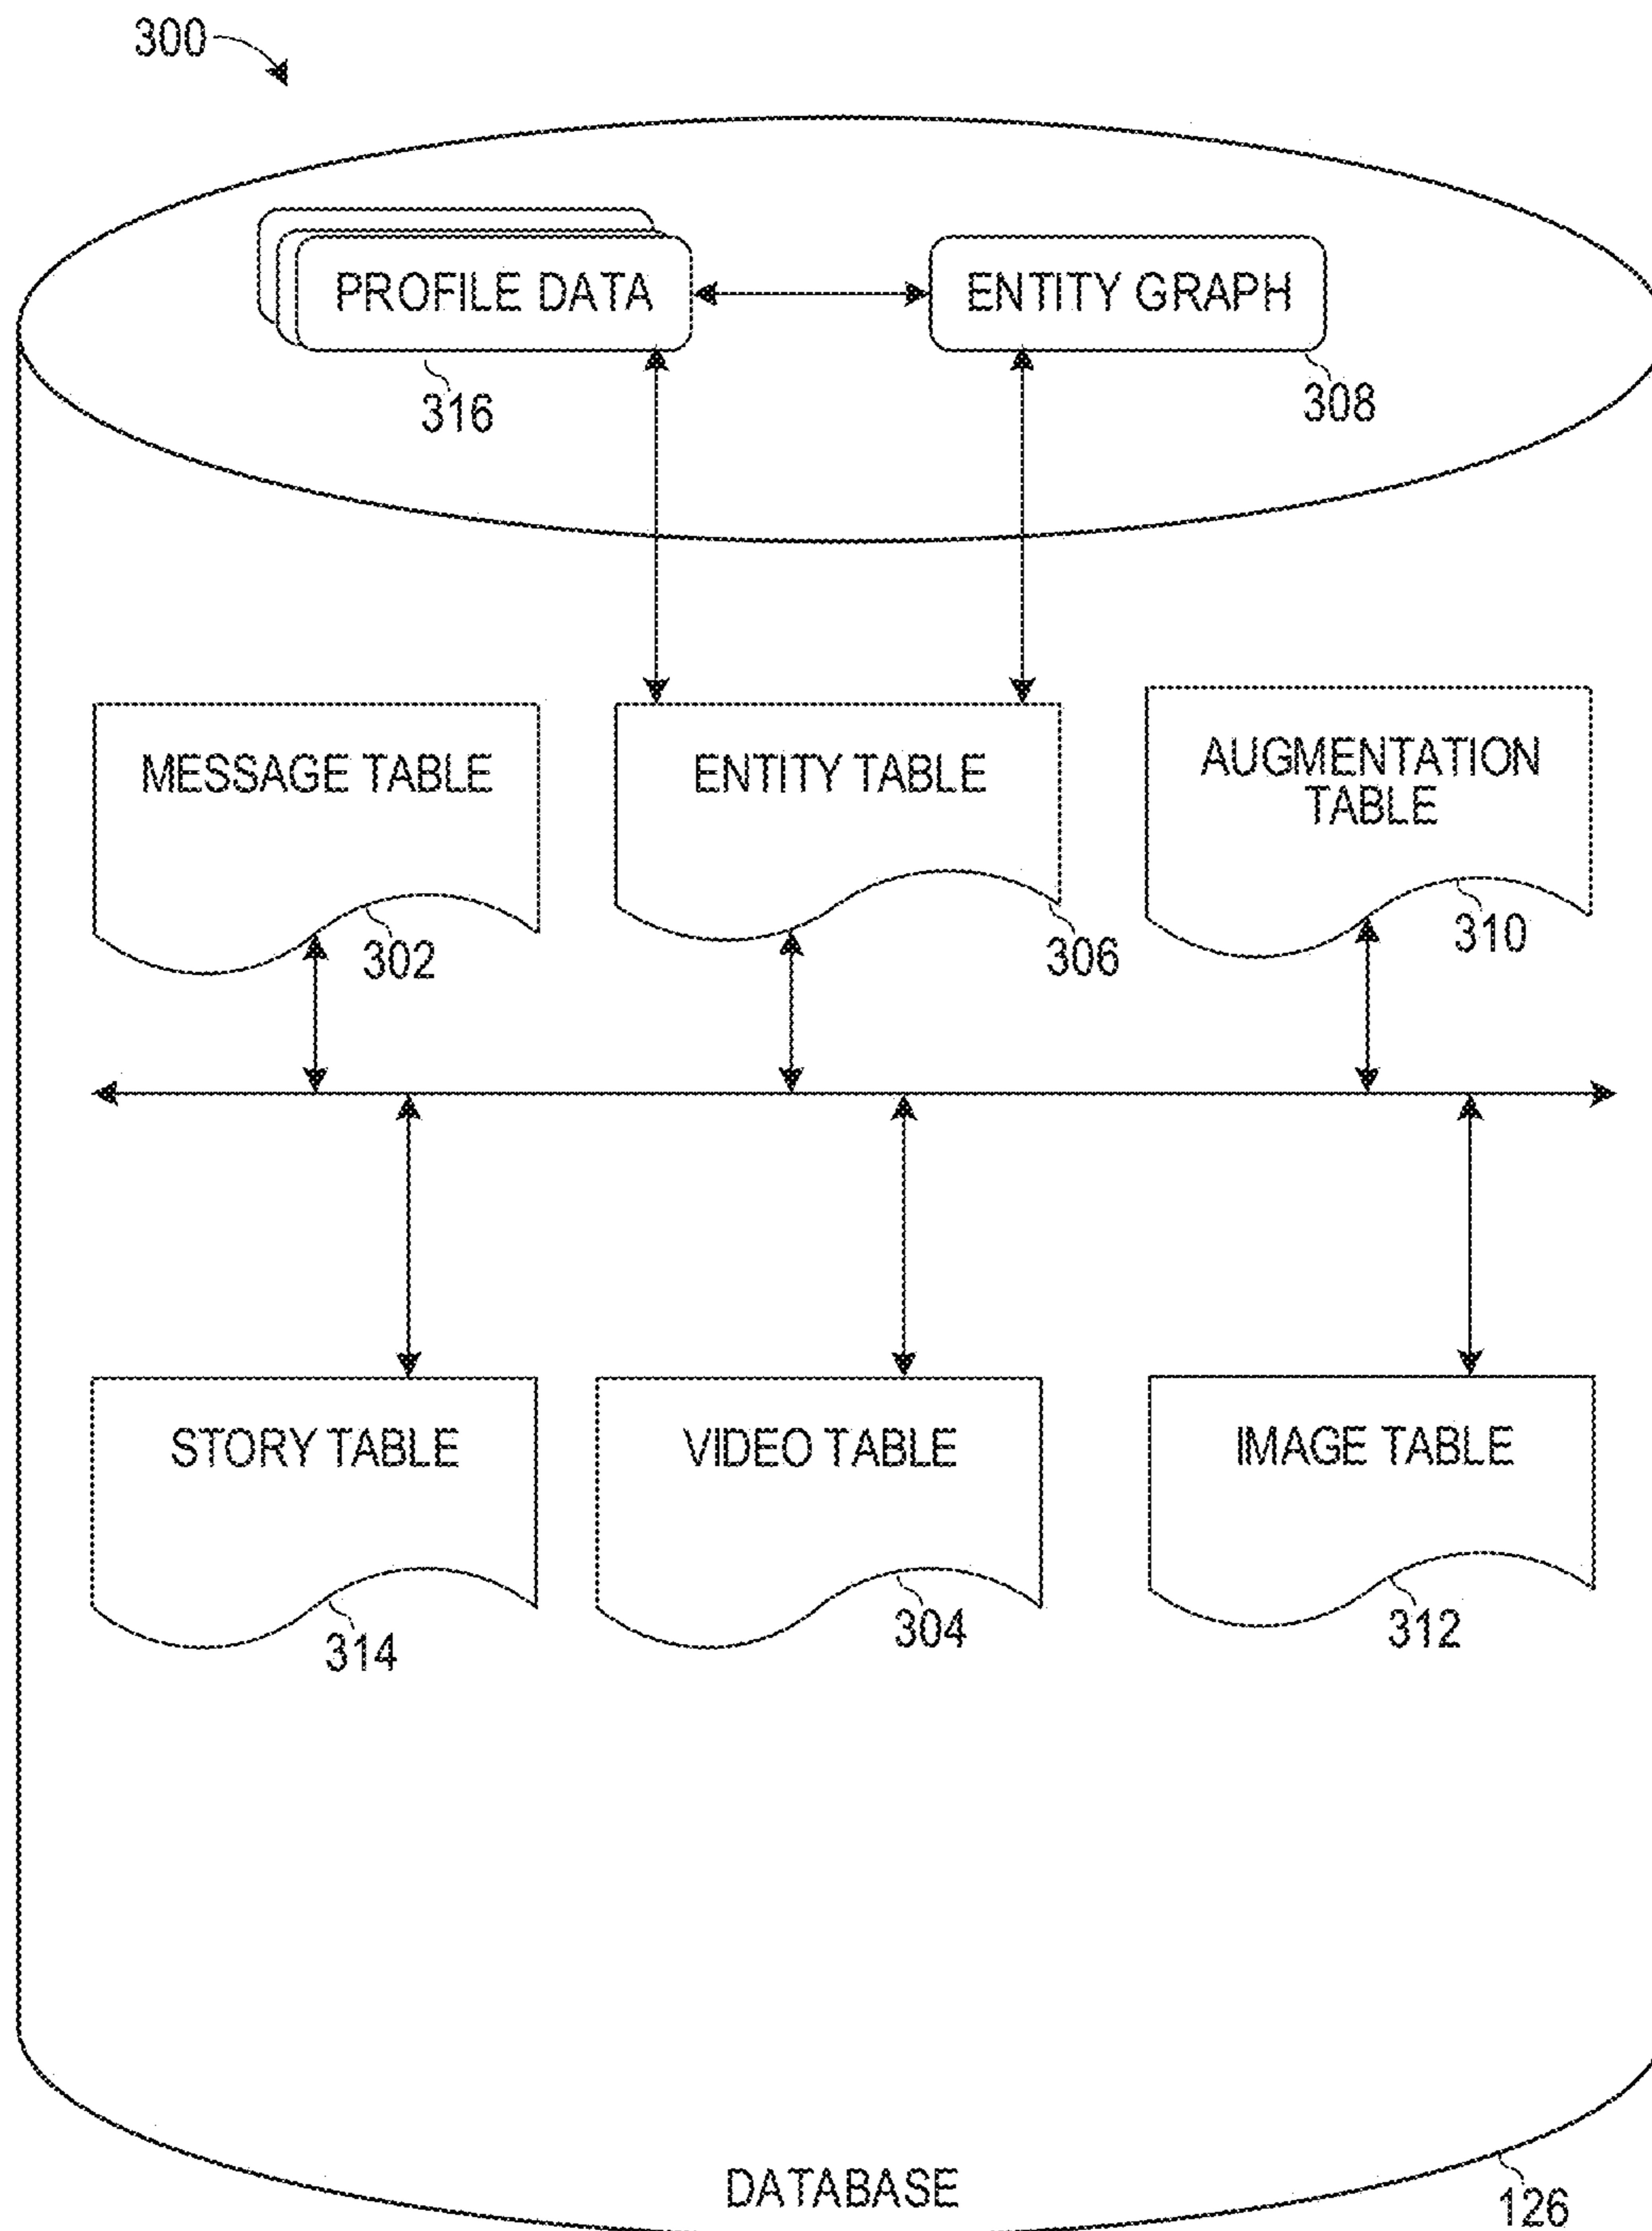 300
PROFILE DATA
ENTITY GRAPH
316
308
MESSAGE TABLE
ENTITY TABLE
AUGMENTATION
TABLE
302
306
310
STORY TABLE
VIDEO TABLE
IMAGE TABLE
314
304
312
DATABASE
126